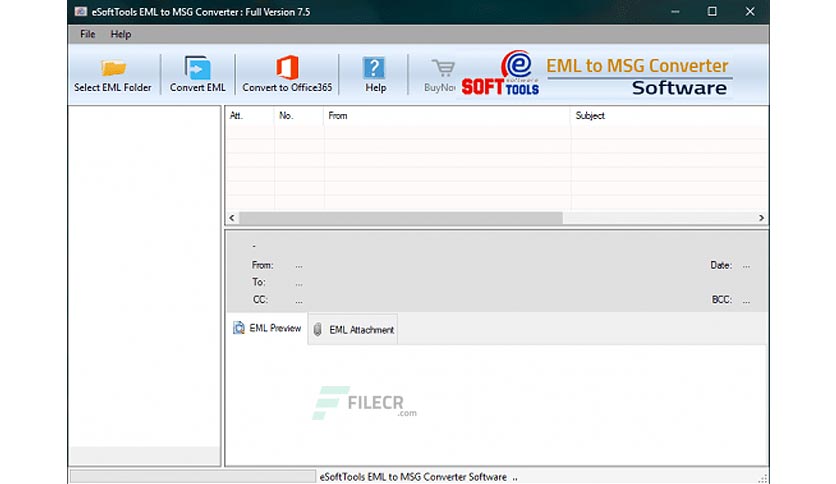 eSoftTools EML to MSG Converter : Full Version 7.5
File Help
Select EML Folder Convert EML Convert to Office365 Help BuyNo
SOFT software TOOLS
EML to MSG Converter
Software
Att. No. From Subject
-
From: ... Date: ...
To: ...
CC: ... BCC: ...
EML Preview EML Attachment
FILECR
.com
eSoftTools EML to MSG Converter Software ..